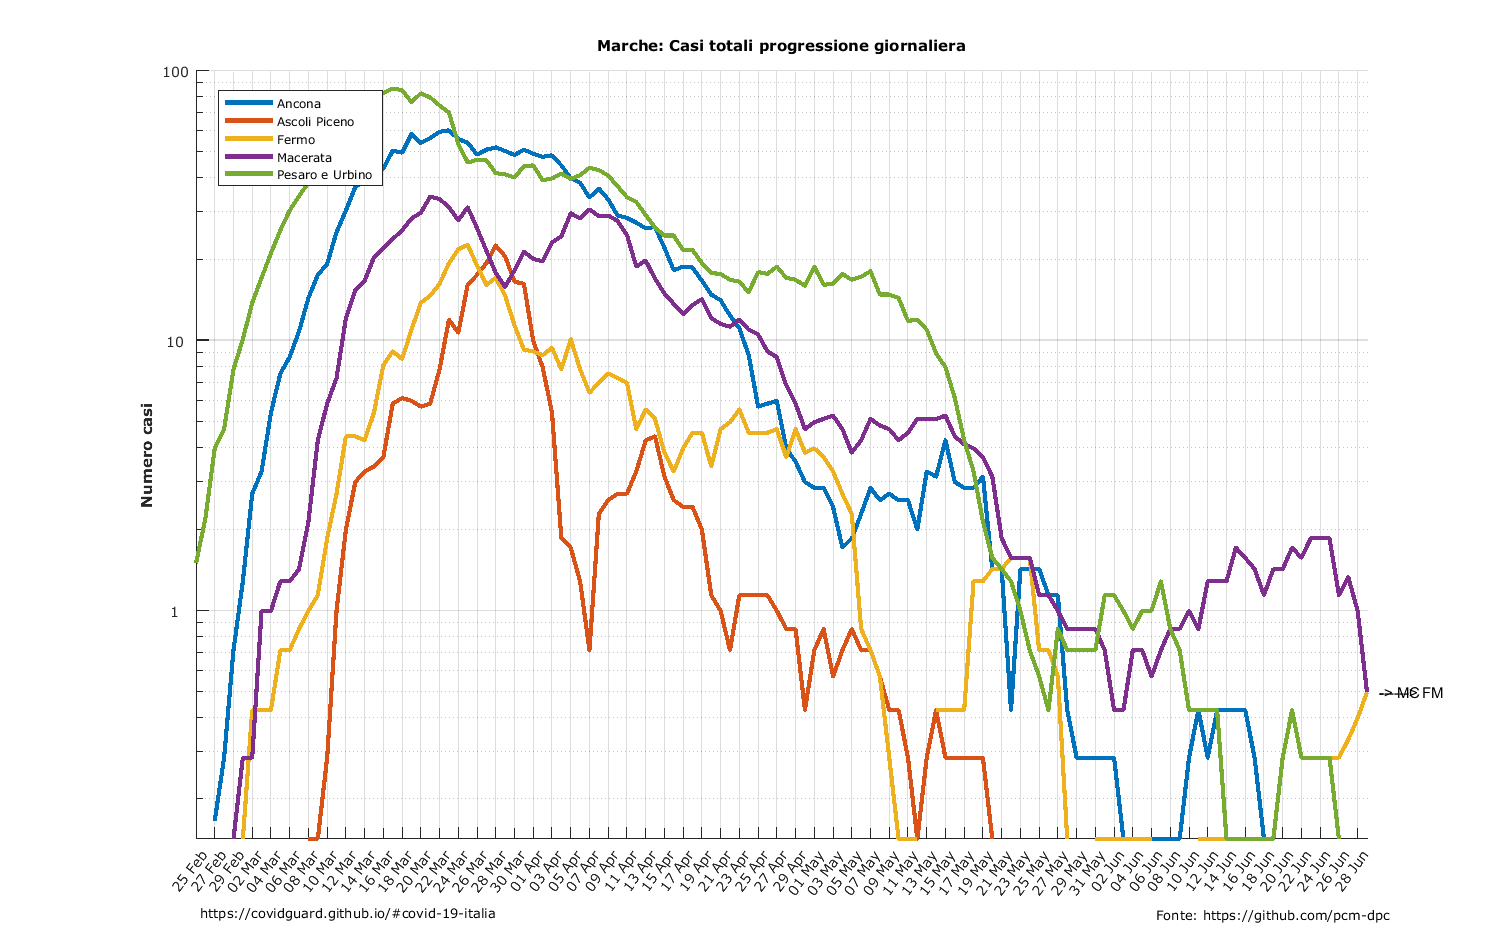 Marche: Casi totali progressione giornaliera
Numero casi
100
10
1
Ancona
Ascoli Piceno
Fermo
Macerata
Pesaro e Urbino
25 Feb
27 Feb
29 Feb
02 Mar
04 Mar
06 Mar
08 Mar
10 Mar
12 Mar
14 Mar
16 Mar
18 Mar
20 Mar
22 Mar
24 Mar
26 Mar
28 Mar
30 Mar
01 Apr
03 Apr
05 Apr
07 Apr
09 Apr
11 Apr
13 Apr
15 Apr
17 Apr
19 Apr
21 Apr
23 Apr
25 Apr
27 Apr
29 Apr
01 May
03 May
05 May
07 May
09 May
11 May
13 May
15 May
17 May
19 May
21 May
23 May
25 May
27 May
29 May
31 May
02 Jun
04 Jun
06 Jun
08 Jun
10 Jun
12 Jun
14 Jun
16 Jun
18 Jun
20 Jun
22 Jun
24 Jun
26 Jun
28 Jun
FM
https://covidguard.github.io/#covid-19-italia
Fonte: https://github.com/pcm-dpc